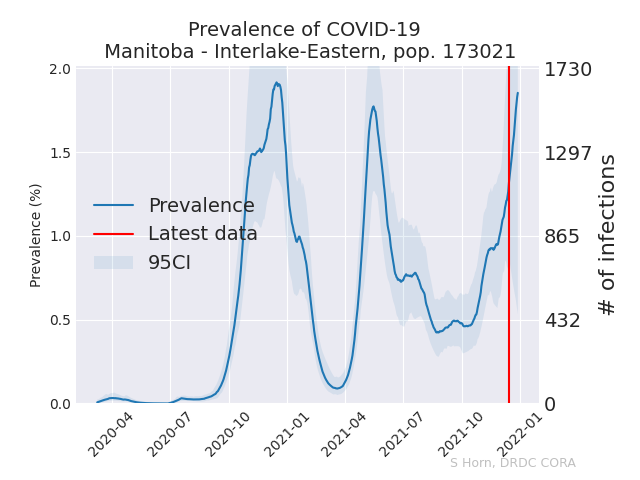 Prevalence of COVID-19
Manitoba - Interlake-Eastern, pop. 173021
Prevalence (%)
2.0
1.5
1.0
0.5
0.0
1730
1297
865
432
0
# of infections
Prevalence
Latest data
95CI
2020-04
2020-07
2020-10
2021-01
2021-04
2021-07
2021-10
2022-01
S Horn, DRDC CORA